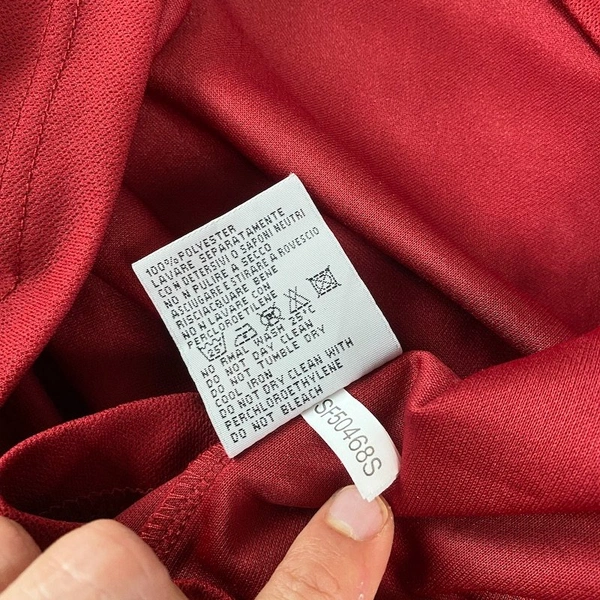 100% POLYESTER
LAVARE SEPARATAMENTE
CON DETERSIVI O SAPONI NEUTRI
NON PULIRE A SECCO
ASCIUGARE E STIRARE A ROVESCIO
RISCIACQUARE BENE
NON LAVARE CON
PERCLOROETILENE
25
NORMAL WASH 25°C
DO NOT DAY CLEAN
DO NOT TUMBLE DRY
COOL IRON
DO NOT DRY CLEAN WITH
PERCHLOROETHYLENE
DO NOT BLEACH
SF50468S